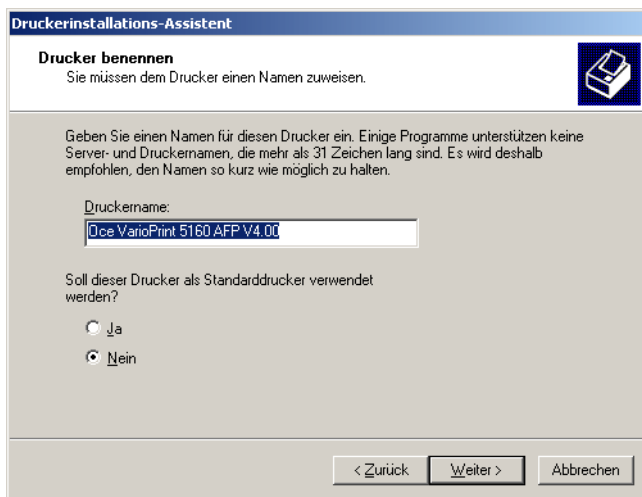 Druckerinstallations-Assistent
Drucker benennen
Sie müssen dem Drucker einen Namen zuweisen.
Geben Sie einen Namen für diesen Drucker ein. Einige Programme unterstützen keine
Server- und Druckernamen, die mehr als 31 Zeichen lang sind. Es wird deshalb
empfohlen, den Namen so kurz wie möglich zu halten.
Druckername:
Oce VarioPrint 5160 AFP V4.00
Soll dieser Drucker als Standarddrucker verwendet
werden?
Ja
Nein
< Zurück Weiter > Abbrechen